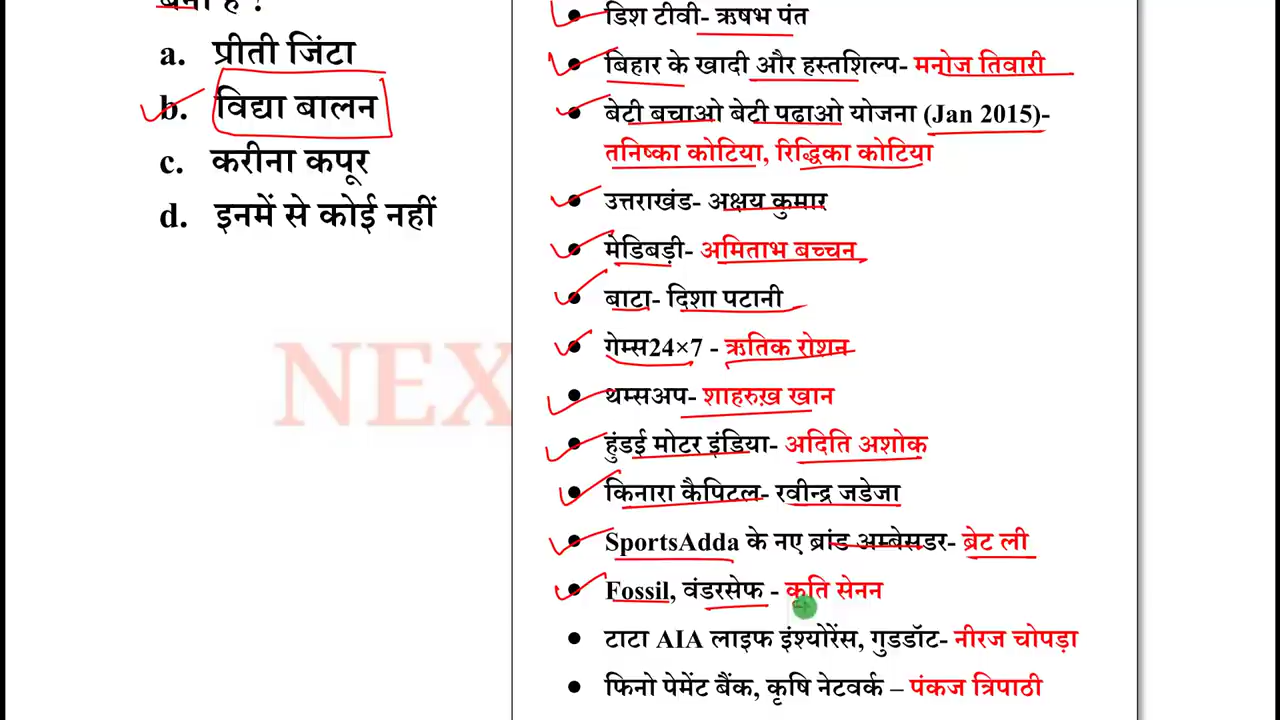 बना है ?
a. प्रीती जिंटा
b. विद्या बालन
c. करीना कपूर
d. इनमें से कोई नहीं
NEX
डिश टीवी- ऋषभ पंत
बिहार के खादी और हस्तशिल्प- मनोज तिवारी
बेटी बचाओ बेटी पढाओ योजना (Jan 2015)-
तनिष्का कोटिया, रिद्धिका कोटिया
उत्तराखंड- अक्षय कुमार
मेडिबड़ी- अमिताभ बच्चन
बाटा- दिशा पटानी
गेम्स24×7 - ऋतिक रोशन
थम्सअप- शाहरुख़ खान
हुंडई मोटर इंडिया- अदिति अशोक
किनारा कैपिटल- रवीन्द्र जडेजा
SportsAdda के नए ब्रांड अम्बेसडर- ब्रेट ली
Fossil, वंडरसेफ - कृति सेनन
टाटा AIA लाइफ इंश्योरेंस, गुडडॉट- नीरज चोपड़ा
फिनो पेमेंट बैंक, कृषि नेटवर्क – पंकज त्रिपाठी